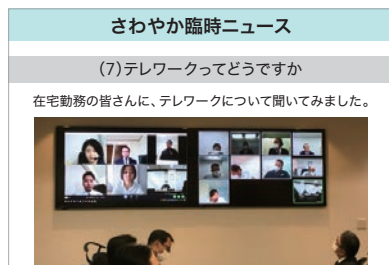 さわやか臨時ニュース
(7)テレワークってどうですか
在宅勤務の皆さんに、テレワークについて聞いてみました。